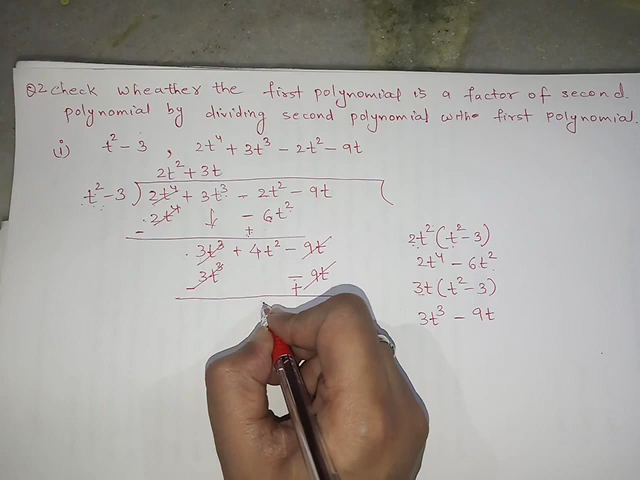 Q2 check wheather the first polynomial is a factor of second
polynomial by dividing second polynomial withe first polynomial.
i) t² - 3 , 2t⁴ + 3t³ - 2t² - 9t
2t² + 3t
t² - 3 ) 2t⁴ + 3t³ - 2t² - 9t
2t⁴ ↓ - 6t²
- +
3t³ + 4t² - 9t
3t³ - 9t
- +
2t² (t² - 3)
2t⁴ - 6t²
3t (t² - 3)
3t³ - 9t